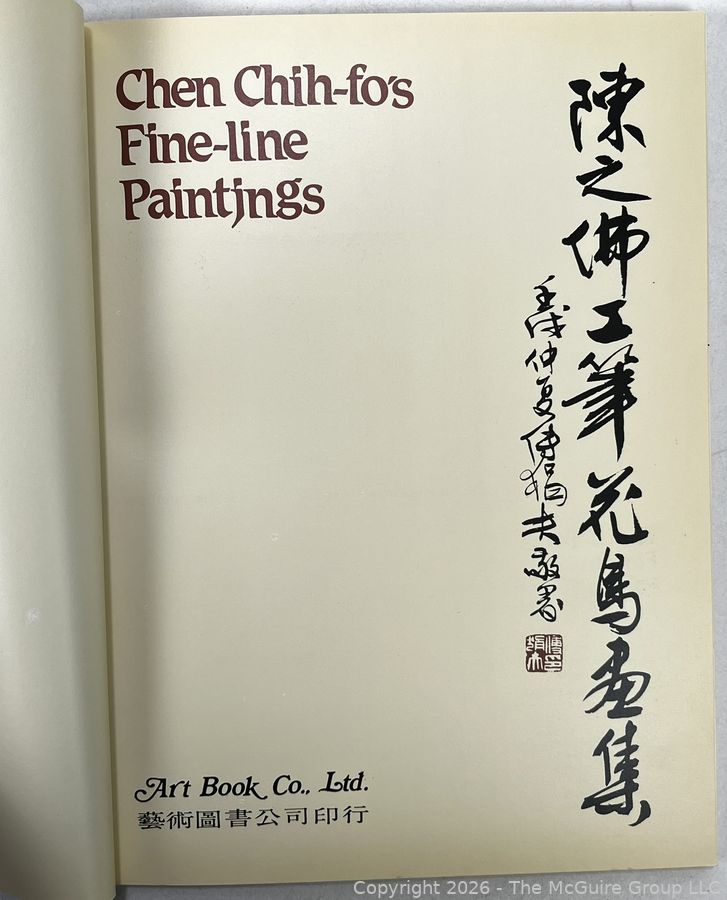 Chen Chih-fo's
Fine-line
Paintjngs
陳之佛工筆花鳥畫集
壬戌仲夏傅狷夫敬署
Art Book Co., Ltd.
藝術圖書公司印行
Copyright 2026 - The McGuire Group LLC